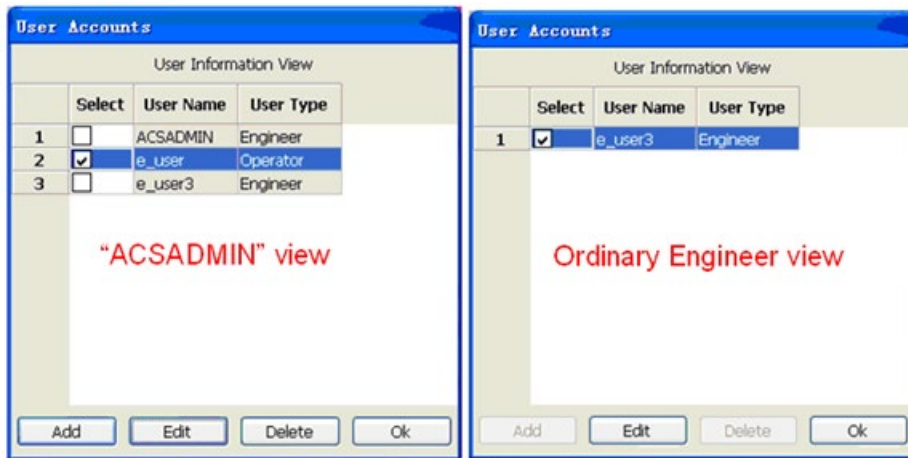 User Accounts
User Information View
Select User Name User Type
1 ACSADMIN Engineer
2 e_user Operator
3 e_user3 Engineer
“ACSADMIN” view
Add Edit Delete Ok
User Accounts
User Information View
Select User Name User Type
1 e_user3 Engineer
Ordinary Engineer view
Add Edit Delete Ok